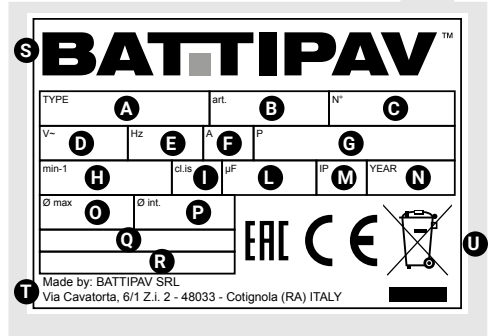 S BATTIPAV™
TYPE A art. B N° C
V~ D Hz E A F P G
min-1 H cl.is I µF L IP M YEAR N
Ø max O Ø int. P
Q
R
EAC CE
U
T Made by: BATTIPAV SRL
Via Cavatorta, 6/1 Z.i. 2 - 48033 - Cotignola (RA) ITALY